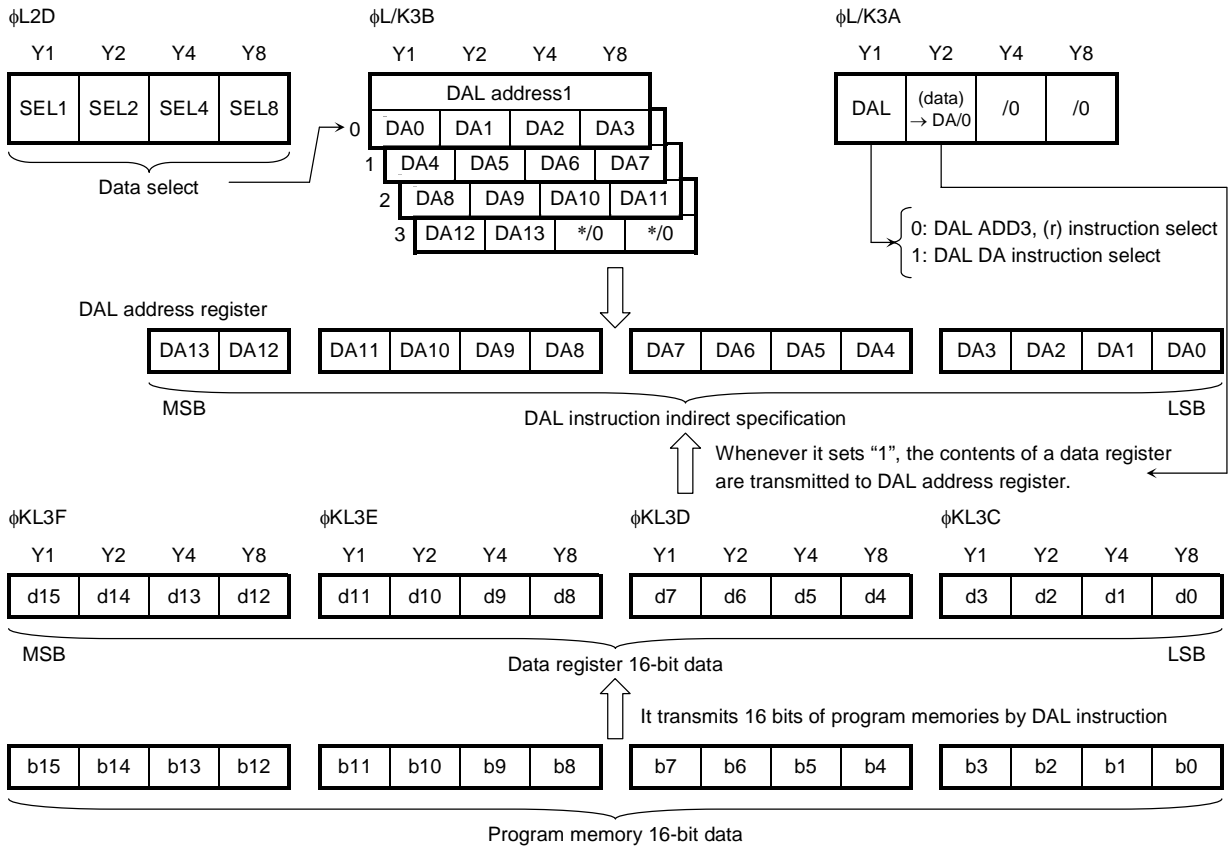 ϕL2D ϕL/K3B ϕL/K3A
Y1 Y2 Y4 Y8 Y1 Y2 Y4 Y8 Y1 Y2 Y4 Y8
SEL1 SEL2 SEL4 SEL8
Data select
DAL address1
0 DA0 DA1 DA2 DA3
1 DA4 DA5 DA6 DA7
2 DA8 DA9 DA10 DA11
3 DA12 DA13 */0 */0
DAL (data) → DA/0 /0 /0
0: DAL ADD3, (r) instruction select
1: DAL DA instruction select
DAL address register
DA13 DA12 DA11 DA10 DA9 DA8 DA7 DA6 DA5 DA4 DA3 DA2 DA1 DA0
MSB LSB
DAL instruction indirect specification
Whenever it sets “1”, the contents of a data register
are transmitted to DAL address register.
ϕKL3F ϕKL3E ϕKL3D ϕKL3C
Y1 Y2 Y4 Y8 Y1 Y2 Y4 Y8 Y1 Y2 Y4 Y8 Y1 Y2 Y4 Y8
d15 d14 d13 d12 d11 d10 d9 d8 d7 d6 d5 d4 d3 d2 d1 d0
MSB LSB
Data register 16-bit data
It transmits 16 bits of program memories by DAL instruction
b15 b14 b13 b12 b11 b10 b9 b8 b7 b6 b5 b4 b3 b2 b1 b0
Program memory 16-bit data